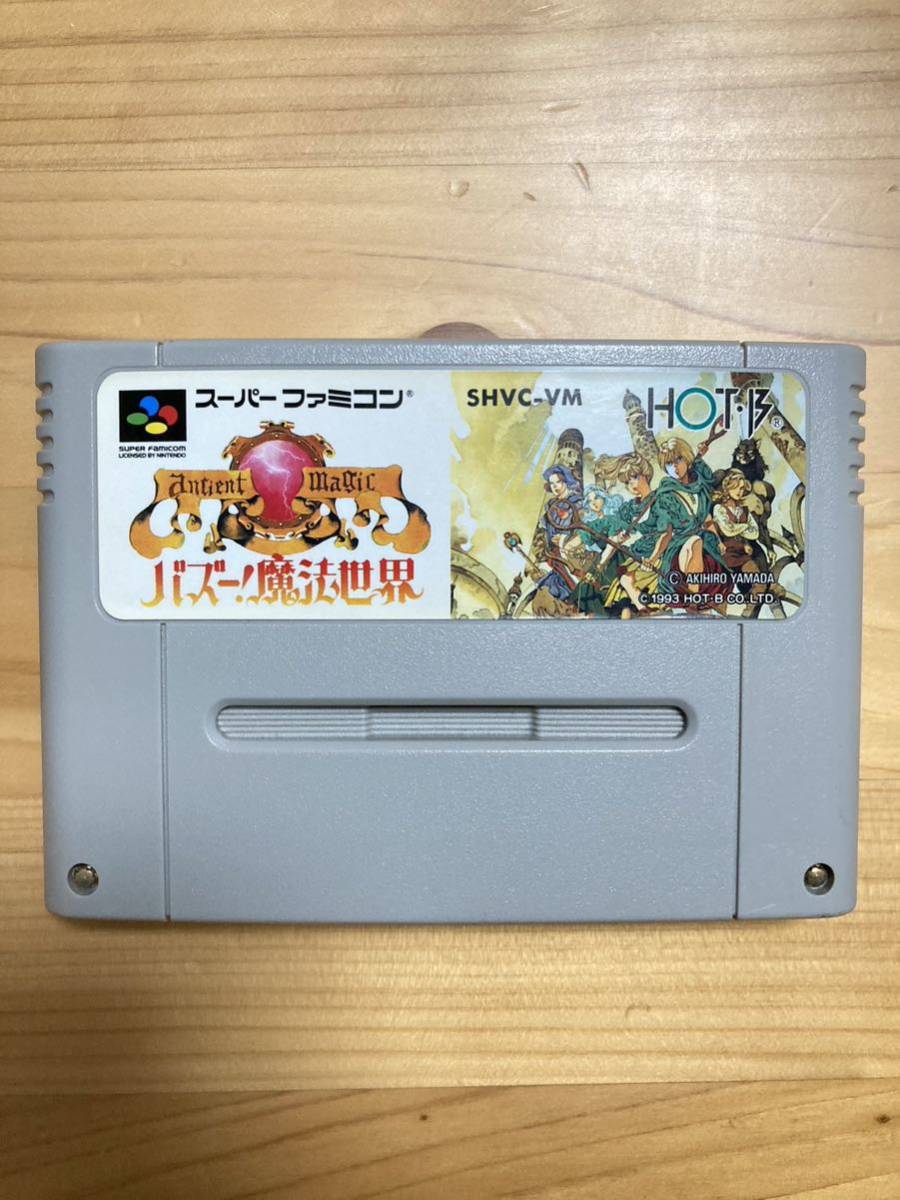 スーパーファミコン®
SHVC-VM
HOT・B®
SUPER FAMICOM
LICENSED BY NINTENDO
Ancient Magic
バズー!魔法世界
© AKIHIRO YAMADA
© 1993 HOT-B CO., LTD.